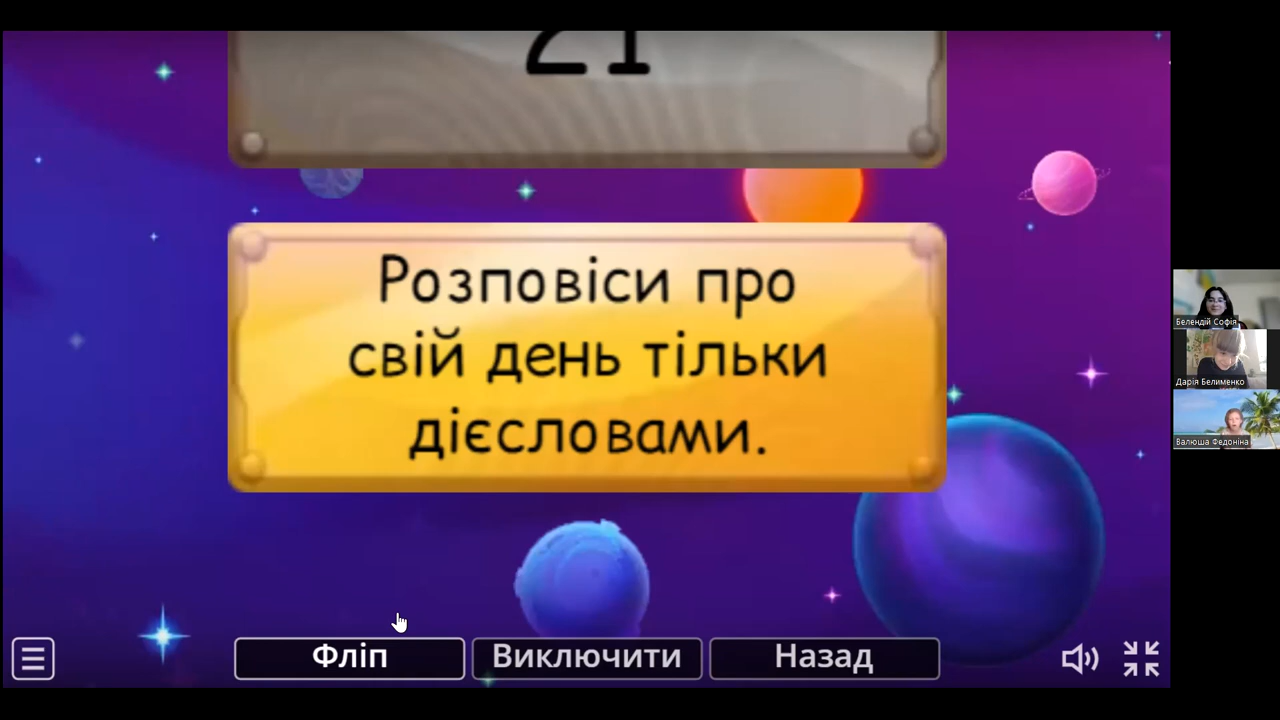 21
Розповіси про
свій день тільки
дієсловами.
Фліп
Виключити
Назад
Белендій Софія
Дарія Белименко
Валюша Федоніна